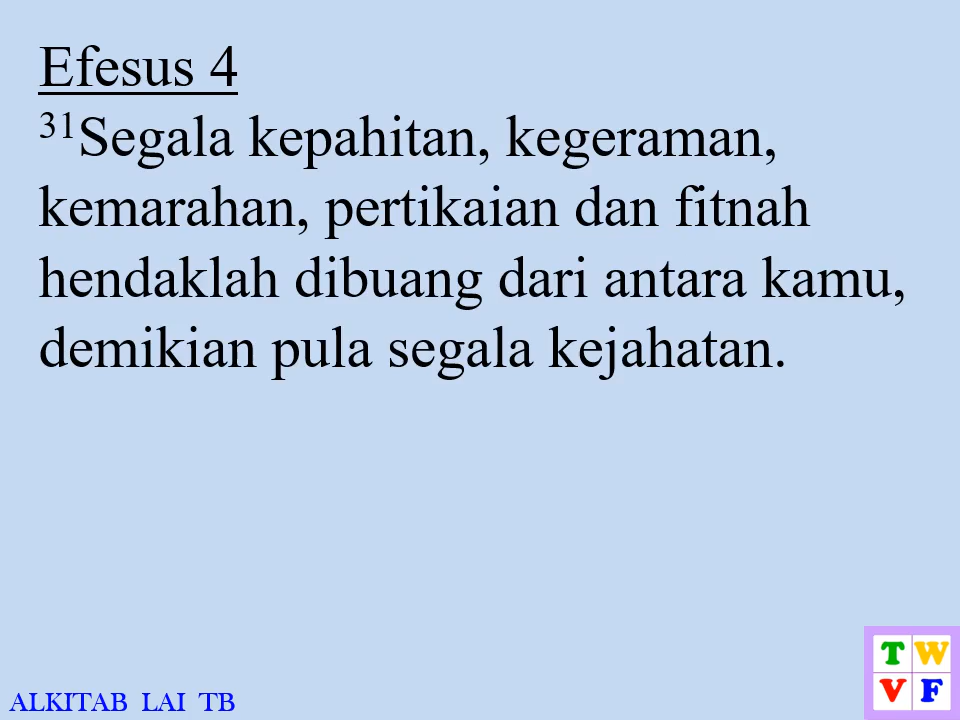 Efesus 4
31Segala kepahitan, kegeraman,
kemarahan, pertikaian dan fitnah
hendaklah dibuang dari antara kamu,
demikian pula segala kejahatan.
T W
V F
ALKITAB LAI TB